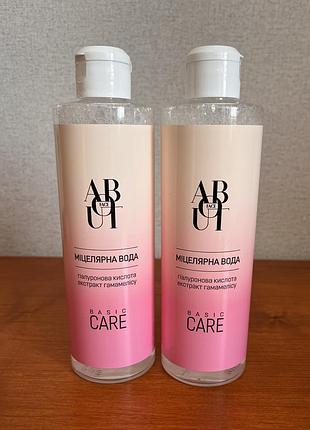 AB
FACE
OUT
МІЦЕЛЯРНА ВОДА
гіалуронова кислота
екстракт гамамелісу
BASIC
CARE
AB
FACE
OUT
МІЦЕЛЯРНА ВОДА
гіалуронова кислота
екстракт гамамелісу
BASIC
CARE